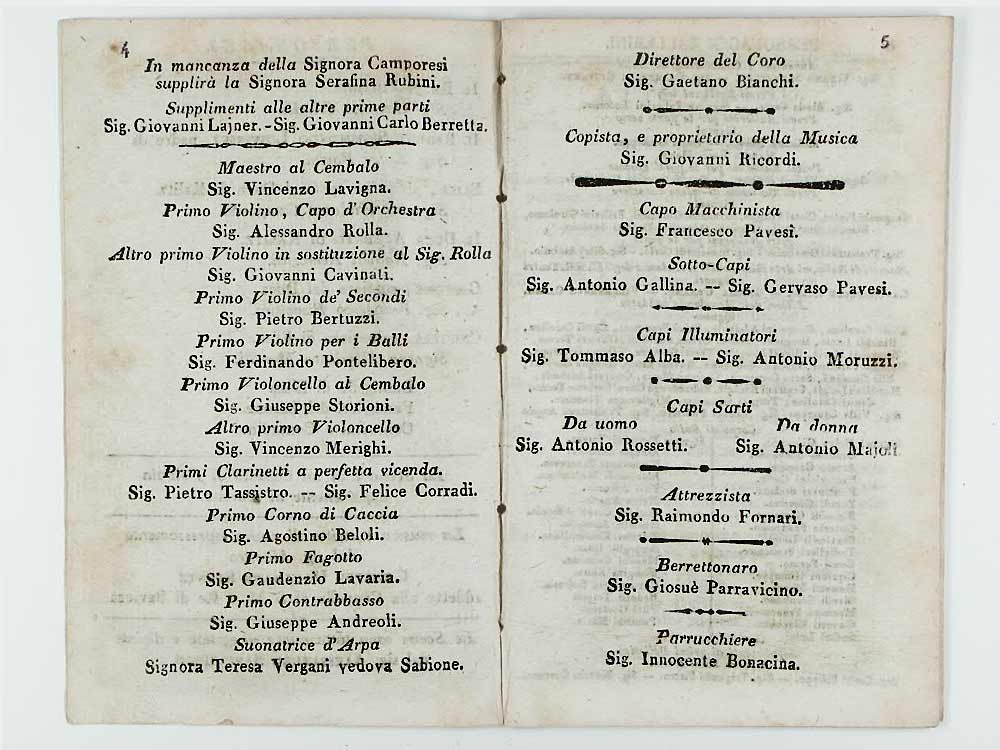 4
In mancanza della Signora Camporesi
supplirà la Signora Serafina Rubini.
Supplimenti alle altre prime parti
Sig. Giovanni Lajner. - Sig. Giovanni Carlo Berretta.
Maestro al Cembalo
Sig. Vincenzo Lavigna.
Primo Violino, Capo d'Orchestra
Sig. Alessandro Rolla.
Altro primo Violino in sostituzione al Sig. Rolla
Sig. Giovanni Cavinati.
Primo Violino de' Secondi
Sig. Pietro Bertuzzi.
Primo Violino per i Balli
Sig. Ferdinando Pontelibero.
Primo Violoncello al Cembalo
Sig. Giuseppe Storioni.
Altro primo Violoncello
Sig. Vincenzo Merighi.
Primi Clarinetti a perfetta vicenda.
Sig. Pietro Tassistro. -- Sig. Felice Corradi.
Primo Corno di Caccia
Sig. Agostino Beloli.
Primo Fagotto
Sig. Gaudenzio Lavaria.
Primo Contrabbasso
Sig. Giuseppe Andreoli.
Suonatrice d'Arpa
Signora Teresa Vergani vedova Sabione.
5
Direttore del Coro
Sig. Gaetano Bianchi.
Copista, e proprietario della Musica
Sig. Giovanni Ricordi.
Capo Macchinista
Sig. Francesco Pavesi.
Sotto-Capi
Sig. Antonio Gallina. -- Sig. Gervaso Pavesi.
Capi Illuminatori
Sig. Tommaso Alba. -- Sig. Antonio Moruzzi.
Capi Sarti
Da uomo Da donna
Sig. Antonio Rossetti. Sig. Antonio Majoli
Attrezzista
Sig. Raimondo Fornari.
Berrettonaro
Sig. Giosuè Parravicino.
Parrucchiere
Sig. Innocente Bonacina.